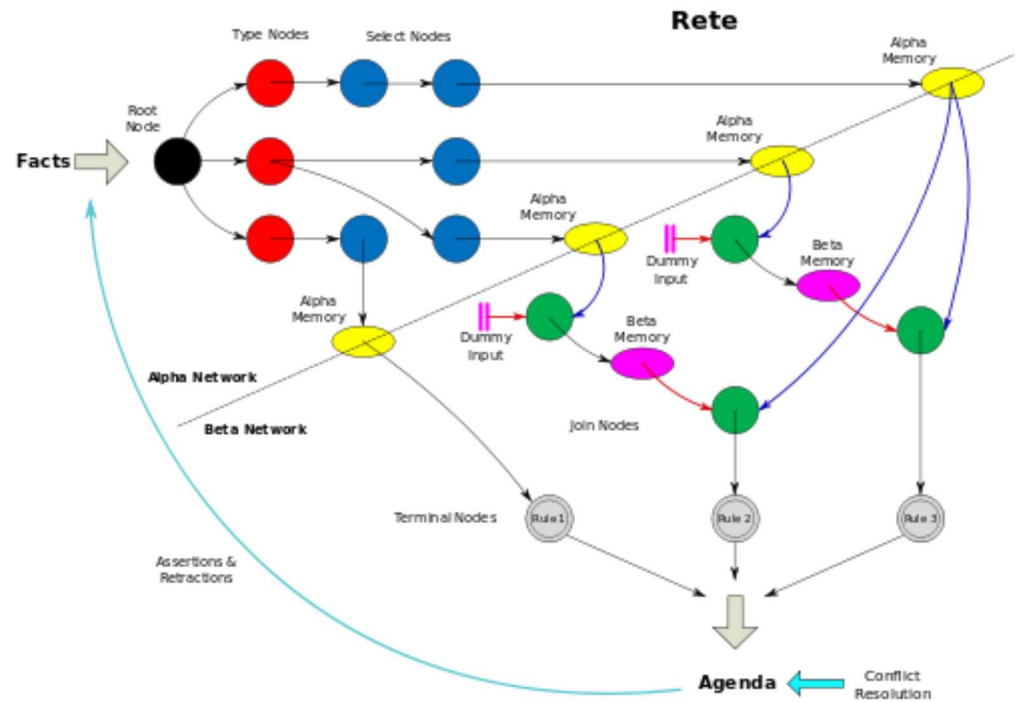 Rete
Type Nodes
Select Nodes
Alpha
Memory
Root
Node
Alpha
Memory
Facts
Alpha
Memory
Dummy
Input
Beta
Memory
Alpha
Memory
Dummy
Input
Beta
Memory
Alpha Network
Beta Network
Join Nodes
Terminal Nodes
Rule1
Rule 2
Rule 3
Assertions &
Retractions
Agenda
Conflict
Resolution